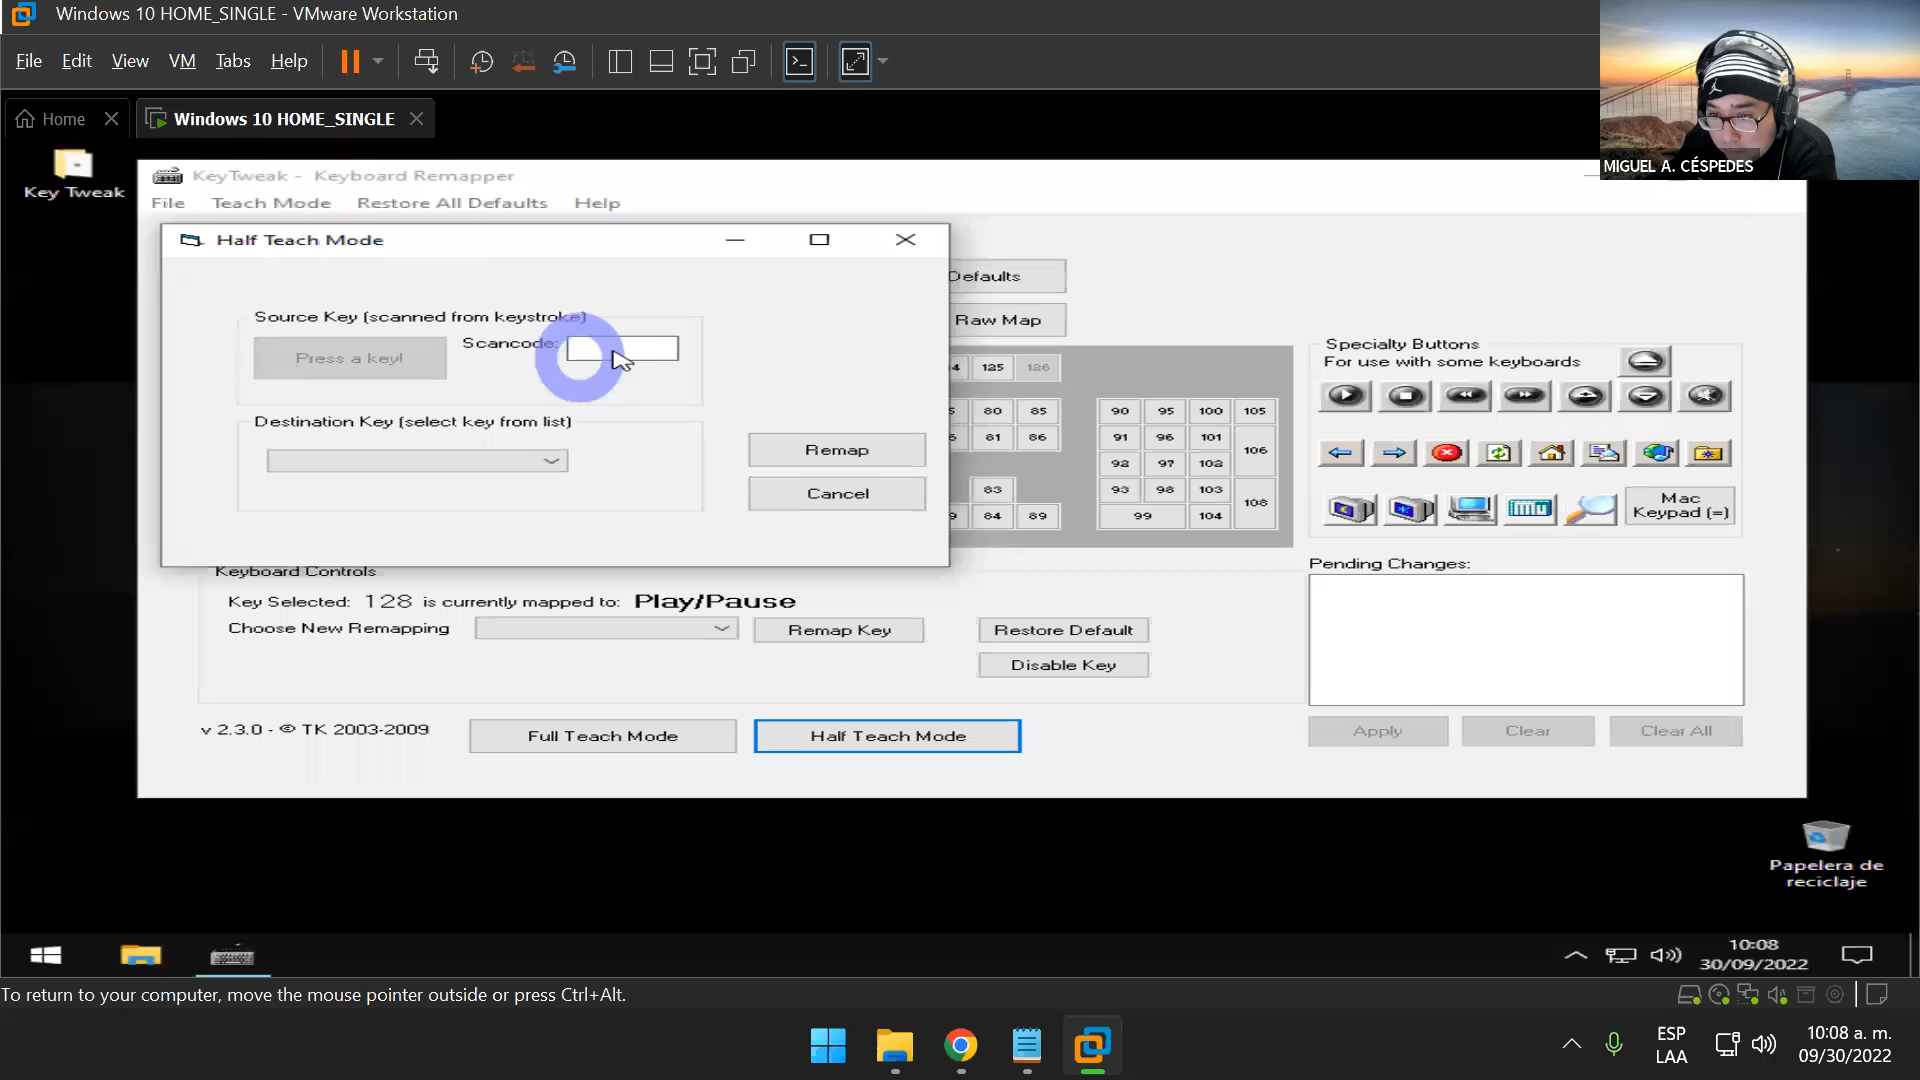 Windows 10 HOME_SINGLE - VMware Workstation
File Edit View VM Tabs Help
MIGUEL A. CÉSPEDES
Home
Windows 10 HOME_SINGLE
Key Tweak
KeyTweak - Keyboard Remapper
File Teach Mode Restore All Defaults Help
Half Teach Mode
Source Key (scanned from keystroke)
Press a key!
Scancode:
Destination Key (select key from list)
Remap
Cancel
Defaults
Raw Map
125 126
80 85 90 95 100 105
81 86 91 96 101 106
92 97 102
83 93 98 103 108
84 89 99 104
Specialty Buttons
For use with some keyboards
Mac
Keypad (=)
Keyboard Controls
Key Selected: 128 is currently mapped to: Play/Pause
Choose New Remapping
Remap Key
Restore Default
Disable Key
Pending Changes:
v 2.3.0 - © TK 2003-2009
Full Teach Mode
Half Teach Mode
Apply
Clear
Clear All
Papelera de
reciclaje
10:08
30/09/2022
To return to your computer, move the mouse pointer outside or press Ctrl+Alt.
ESP
LAA
10:08 a. m.
09/30/2022